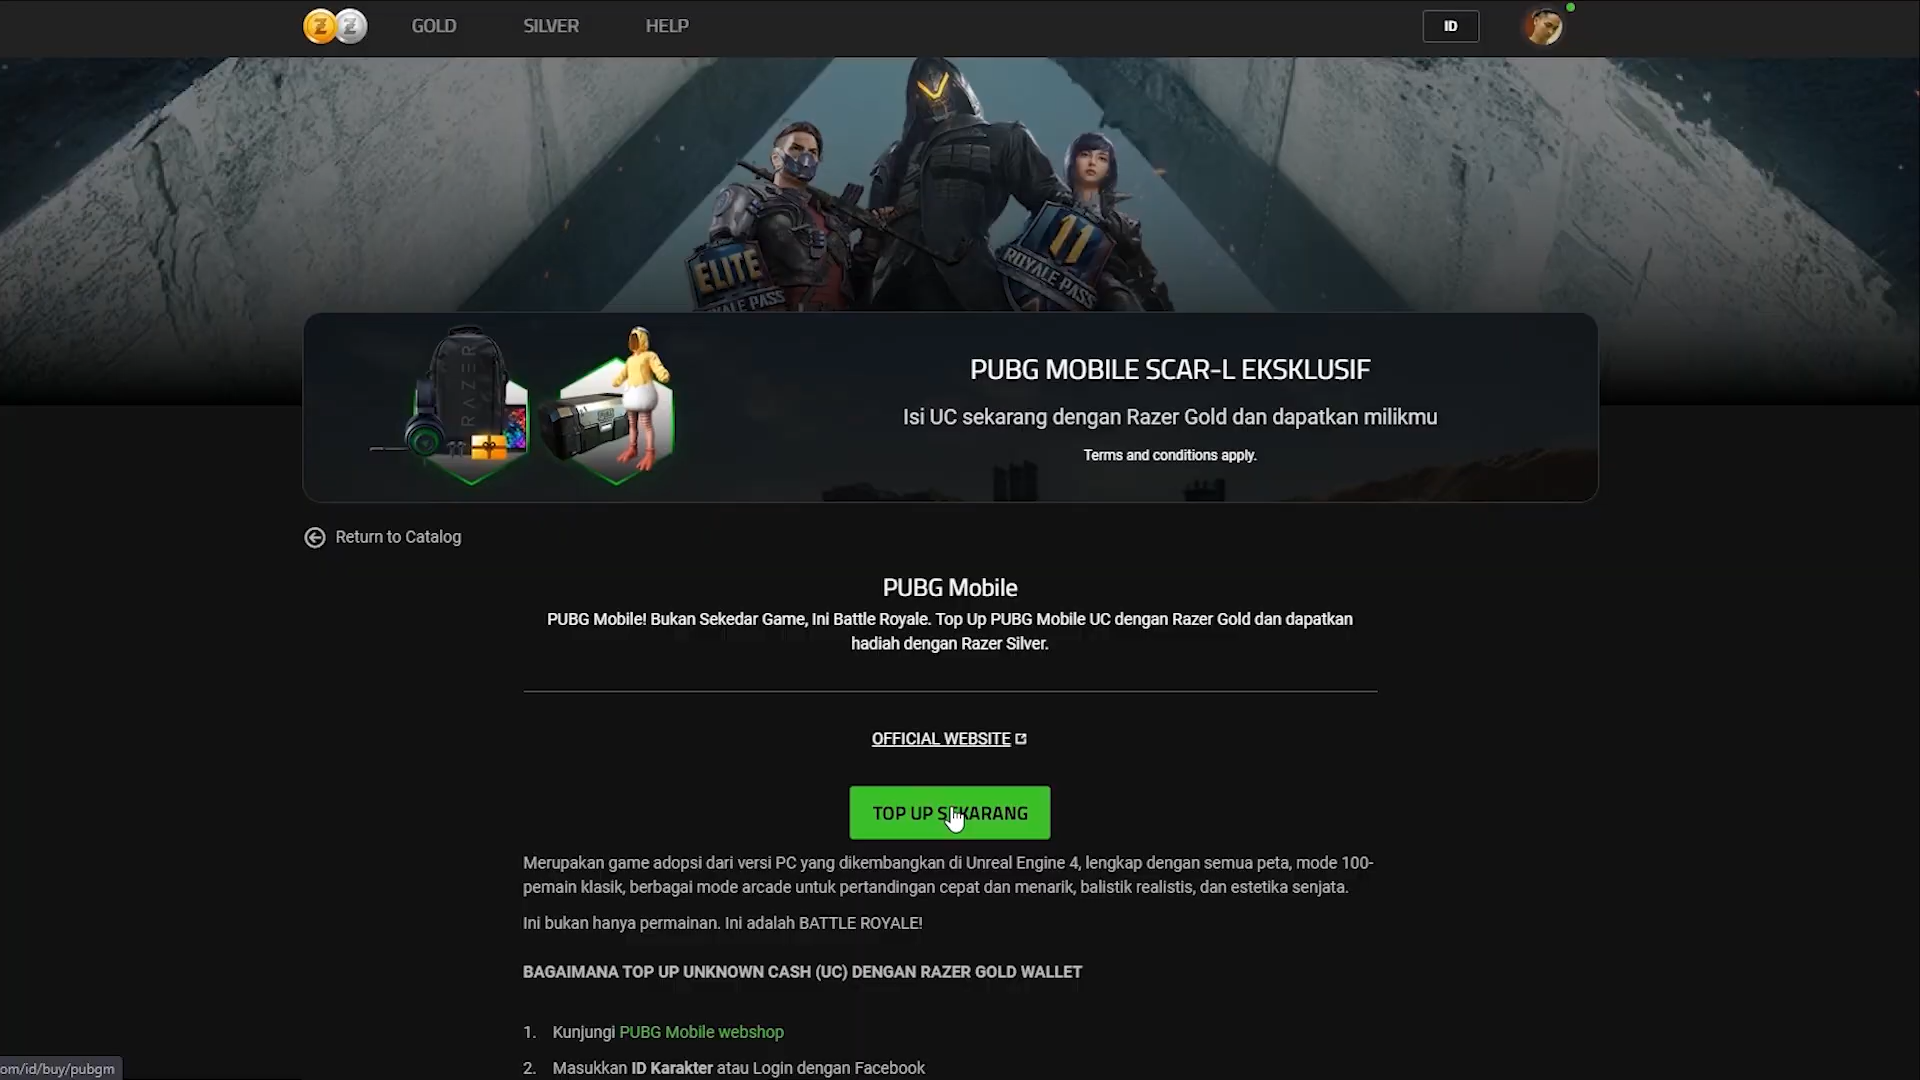 GOLD SILVER HELP ID
ELITE
ROYALE PASS
11
ROYALE PASS
RAZER
PUBG MOBILE SCAR-L EKSKLUSIF
Isi UC sekarang dengan Razer Gold dan dapatkan milikmu
Terms and conditions apply.
Return to Catalog
PUBG Mobile
PUBG Mobile! Bukan Sekedar Game, Ini Battle Royale. Top Up PUBG Mobile UC dengan Razer Gold dan dapatkan
hadiah dengan Razer Silver.
OFFICIAL WEBSITE
TOP UP SEKARANG
Merupakan game adopsi dari versi PC yang dikembangkan di Unreal Engine 4, lengkap dengan semua peta, mode 100-
pemain klasik, berbagai mode arcade untuk pertandingan cepat dan menarik, balistik realistis, dan estetika senjata.
Ini bukan hanya permainan. Ini adalah BATTLE ROYALE!
BAGAIMANA TOP UP UNKNOWN CASH (UC) DENGAN RAZER GOLD WALLET
1. Kunjungi PUBG Mobile webshop
2. Masukkan ID Karakter atau Login dengan Facebook
om/id/buy/pubgm